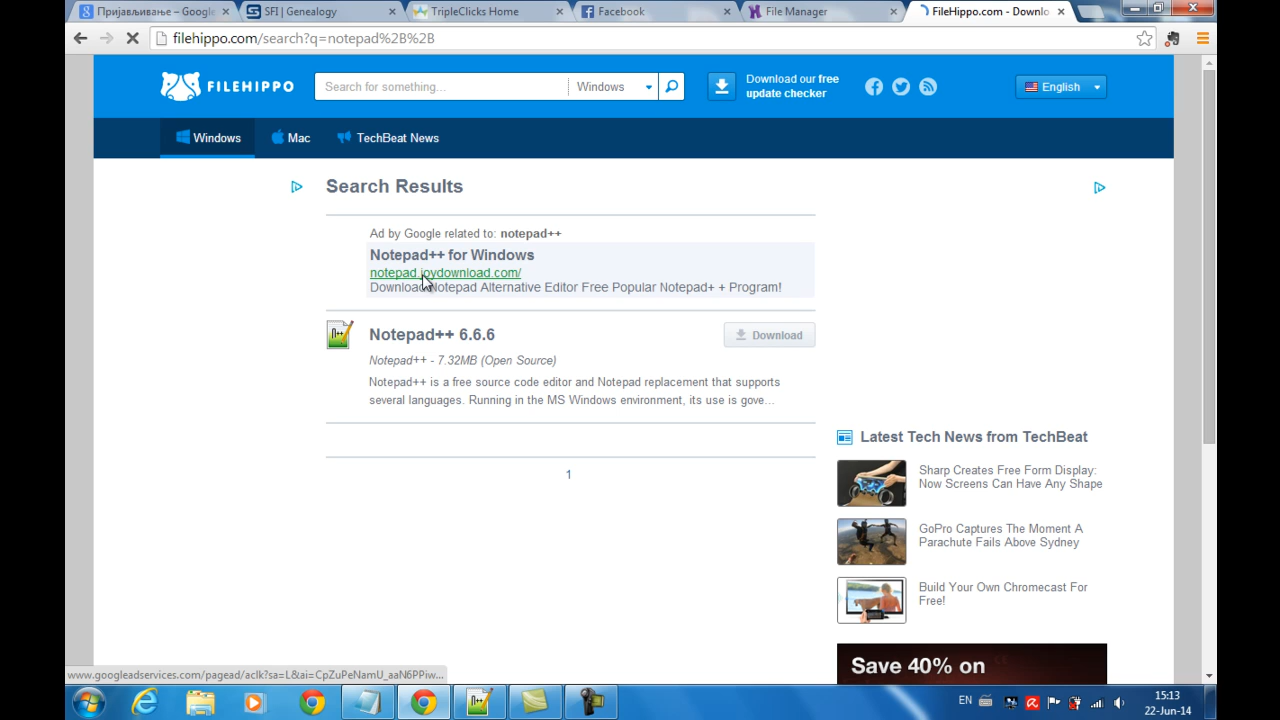 Пријављивање – Google
SFI | Genealogy
TripleClicks Home
Facebook
File Manager
FileHippo.com - Downlo
filehippo.com/search?q=notepad%2B%2B
FILEHIPPO
Search for something...
Windows
Download our free
update checker
English
Windows
Mac
TechBeat News
Search Results
Ad by Google related to: notepad++
Notepad++ for Windows
notepad.joydownload.com/
Download Notepad Alternative Editor Free Popular Notepad+ + Program!
Notepad++ 6.6.6
Download
Notepad++ - 7.32MB (Open Source)
Notepad++ is a free source code editor and Notepad replacement that supports
several languages. Running in the MS Windows environment, its use is gove...
1
Latest Tech News from TechBeat
Sharp Creates Free Form Display:
Now Screens Can Have Any Shape
GoPro Captures The Moment A
Parachute Fails Above Sydney
Build Your Own Chromecast For
Free!
Save 40% on
www.googleadservices.com/pagead/aclk?sa=L&ai=CpZuPeNamU_aaN6PPiw...
EN
15:13
22-Jun-14